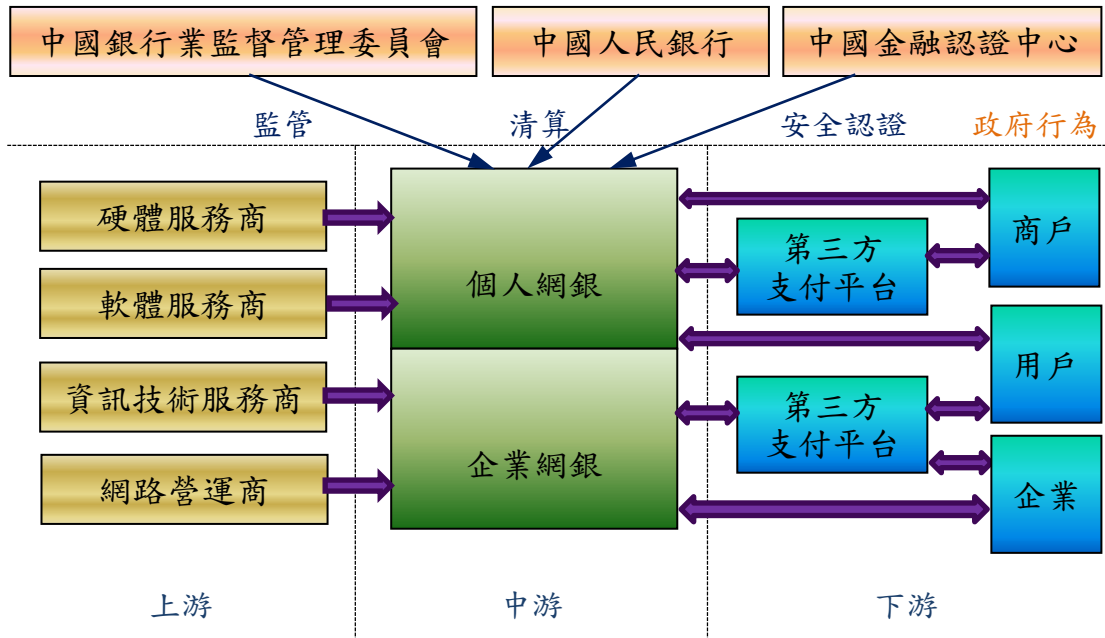 中國銀行業監督管理委員會
中國人民銀行
中國金融認證中心
監管
清算
安全認證
政府行為
硬體服務商
軟體服務商
資訊技術服務商
網路營運商
個人網銀
企業網銀
第三方
支付平台
第三方
支付平台
商戶
用戶
企業
上游
中游
下游